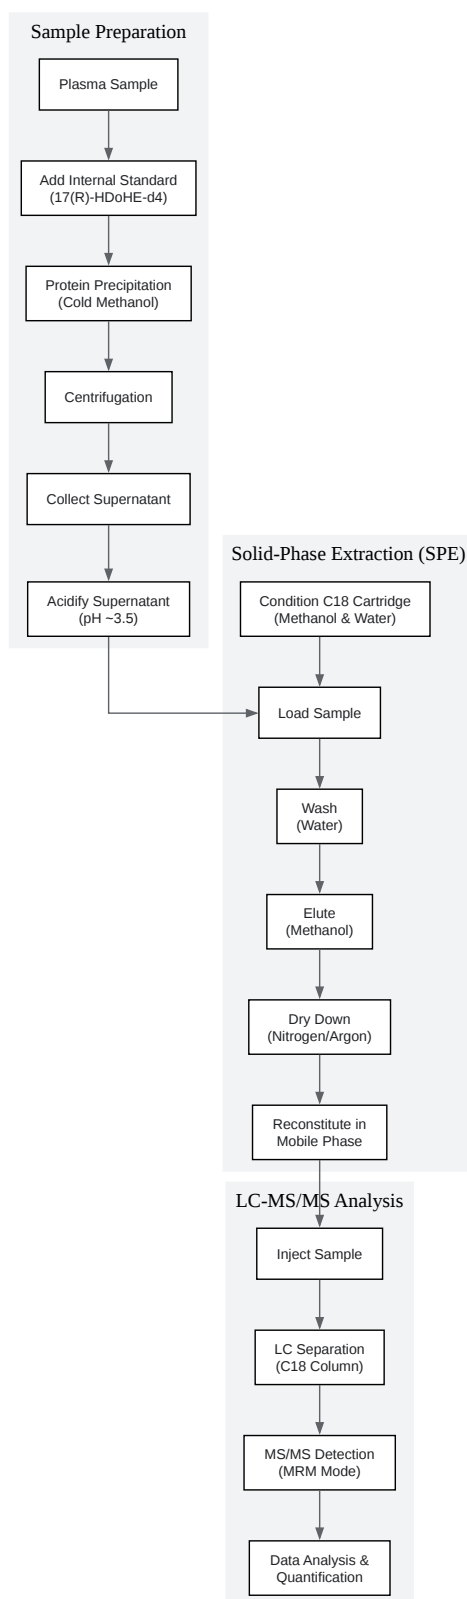 Sample Preparation
Plasma Sample
Add Internal Standard
(17(R)-HDoHE-d4)
Protein Precipitation
(Cold Methanol)
Centrifugation
Collect Supernatant
Acidify Supernatant
(pH ~3.5)
Solid-Phase Extraction (SPE)
Condition C18 Cartridge
(Methanol & Water)
Load Sample
Wash
(Water)
Elute
(Methanol)
Dry Down
(Nitrogen/Argon)
Reconstitute in
Mobile Phase
LC-MS/MS Analysis
Inject Sample
LC Separation
(C18 Column)
MS/MS Detection
(MRM Mode)
Data Analysis &
Quantification